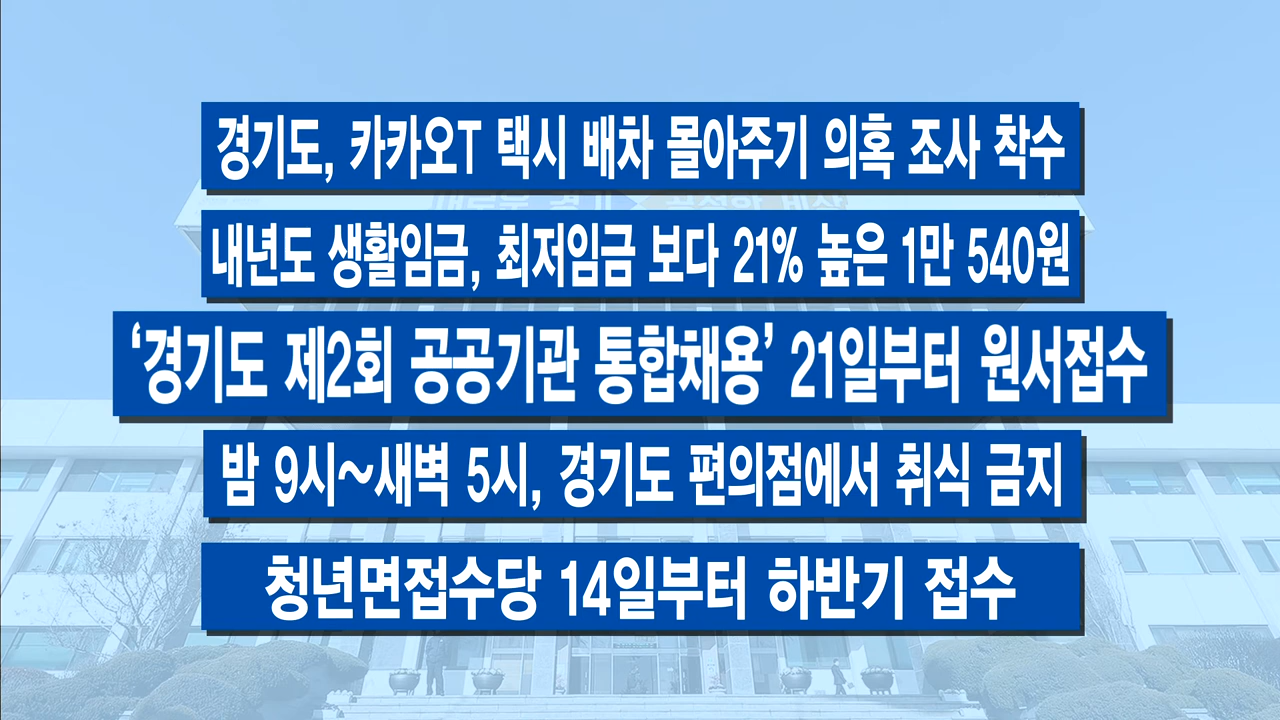 경기도, 카카오T 택시 배차 몰아주기 의혹 조사 착수
내년도 생활임금, 최저임금 보다 21% 높은 1만 540원
‘경기도 제2회 공공기관 통합채용’ 21일부터 원서접수
밤 9시~새벽 5시, 경기도 편의점에서 취식 금지
청년면접수당 14일부터 하반기 접수